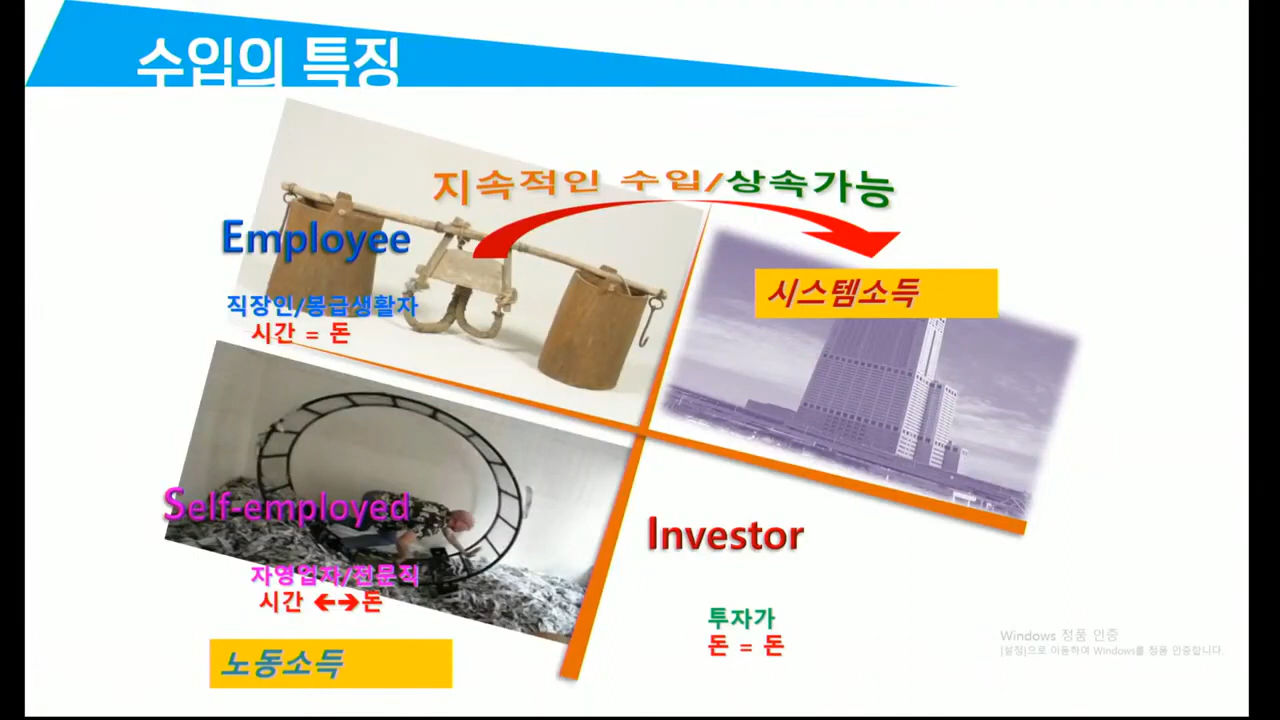 수입의 특징
지속적인 수입/상속가능
Employee
직장인/봉급생활자
시간 = 돈
시스템소득
Self-employed
자영업자/전문직
시간 ←→돈
노동소득
Investor
투자가
돈 = 돈
Windows 정품 인증
[설정]으로 이동하여 Windows를 정품 인증합니다.